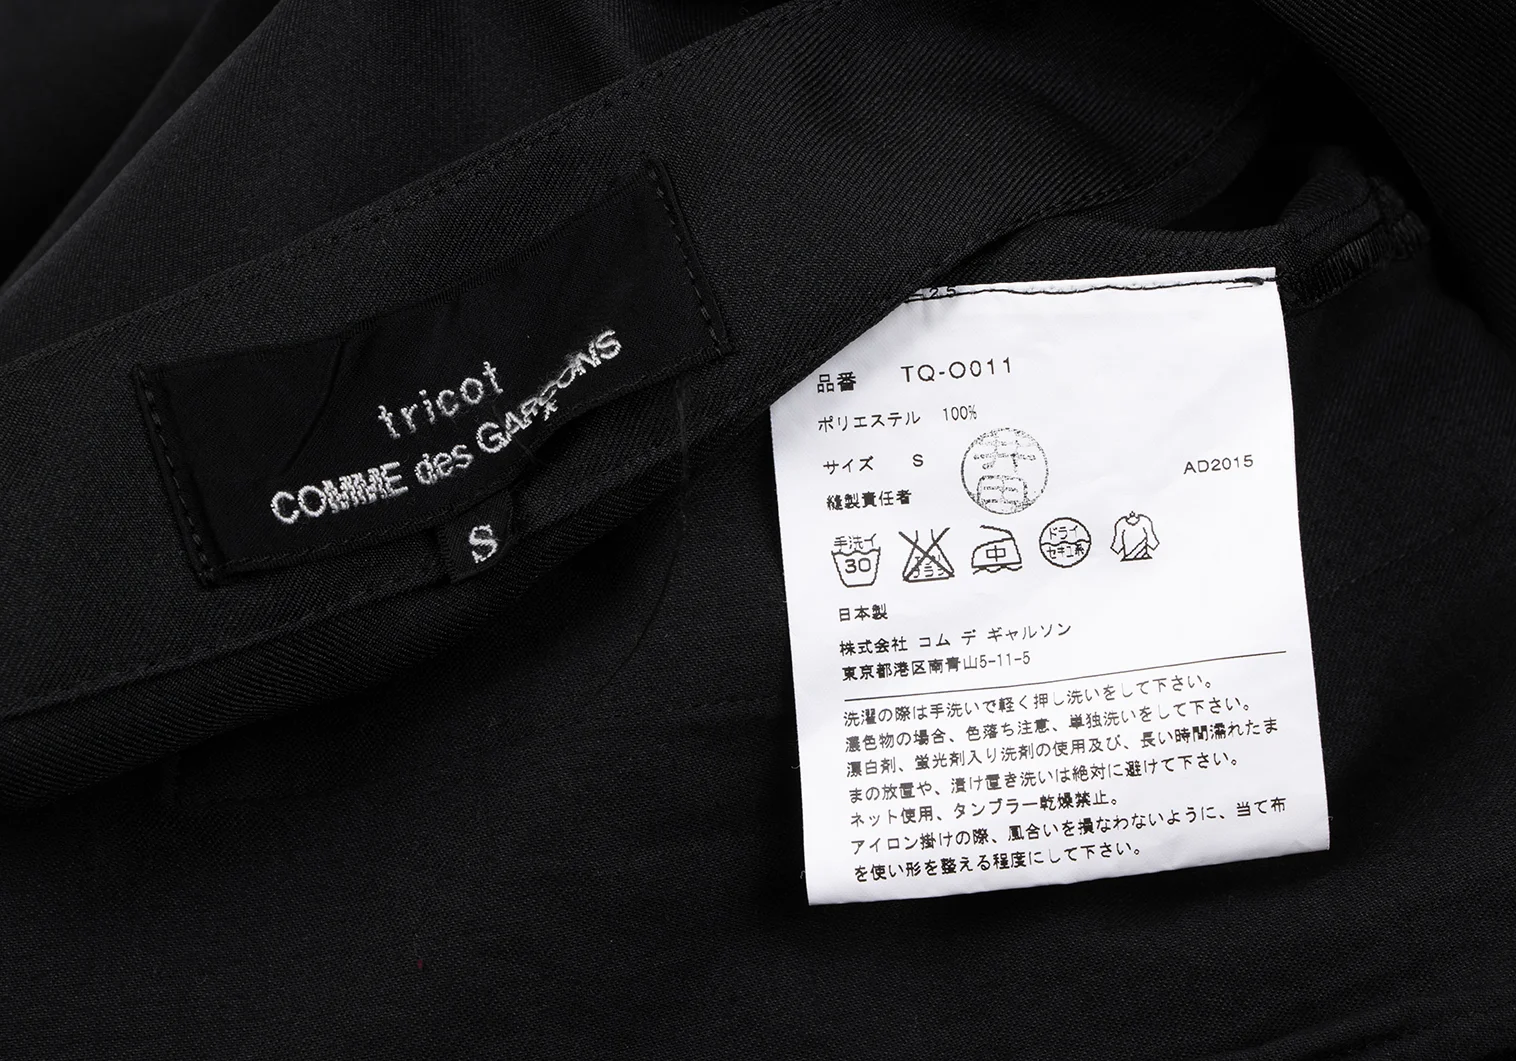 tricot
COMME des GARÇONS
S
25
品番 TQ-O011
ポリエステル 100%
サイズ S
井田
AD2015
縫製責任者
手洗イ
30
中
ドライ
セキユ系
日本製
株式会社 コム デ ギャルソン
東京都港区南青山5-11-5
洗濯の際は手洗いで軽く押し洗いをして下さい。
濃色物の場合、色落ち注意、単独洗いをして下さい。
漂白剤、蛍光剤入り洗剤の使用及び、長い時間濡れたま
まの放置や、漬け置き洗いは絶対に避けて下さい。
ネット使用、タンブラー乾燥禁止。
アイロン掛けの際、風合いを損なわないように、当て布
を使い形を整える程度にして下さい。